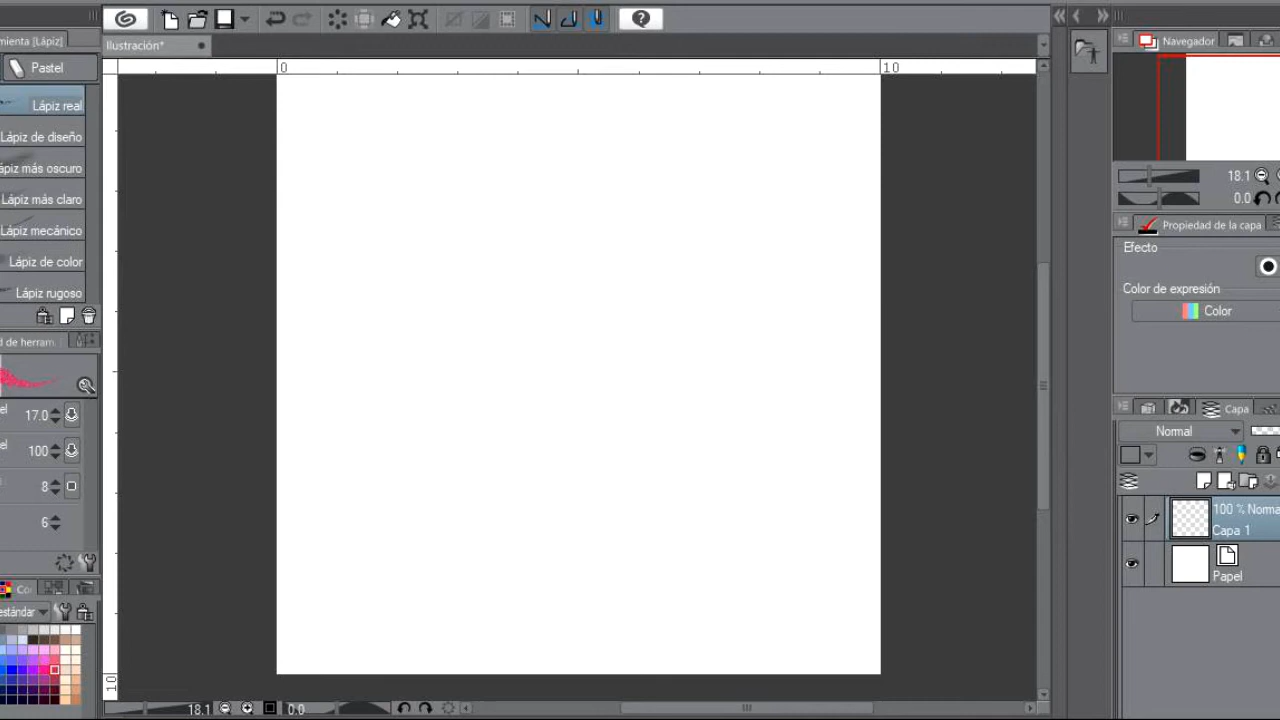 mienta [Lápiz]
Pastel
Lápiz real
Lápiz de diseño
ápiz más oscuro
Lápiz más claro
Lápiz mecánico
Lápiz de color
Lápiz rugoso
d de herram
17.0
100
8
6
Co
estándar
Ilustración*
0
10
10
18.1
0.0
Navegador
18.1
0.0
Propiedad de la capa
Efecto
Color de expresión
Color
Capa
Normal
100 % Norma
Capa 1
Papel